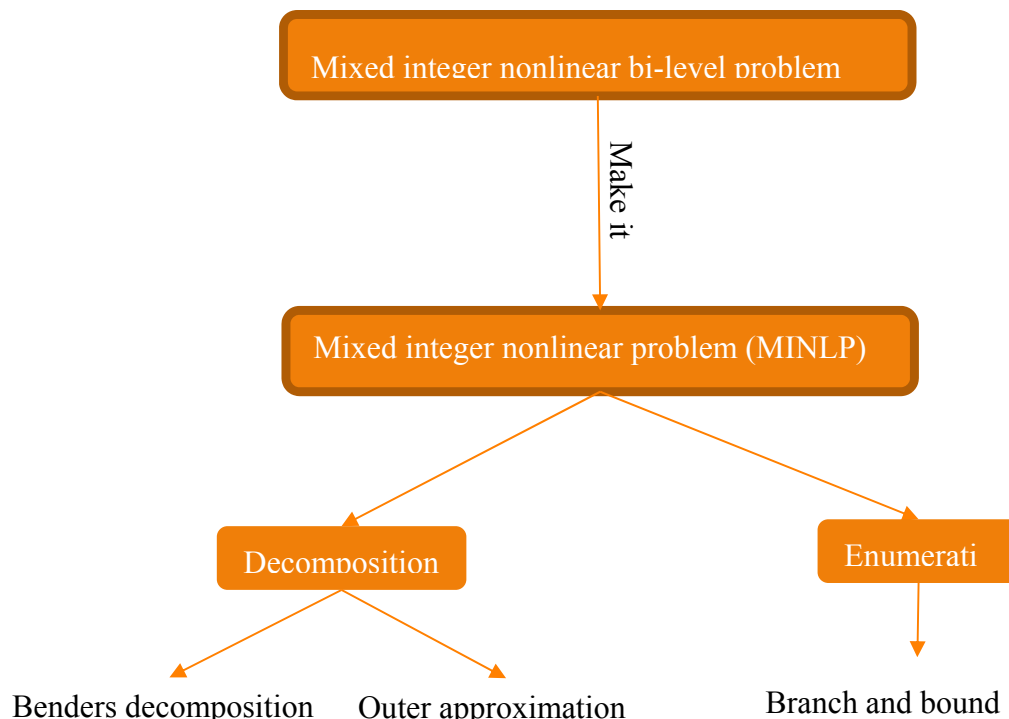 Mixed integer nonlinear bi-level problem
Make it
Mixed integer nonlinear problem (MINLP)
Decomposition
Enumerati
Benders decomposition
Outer approximation
Branch and bound